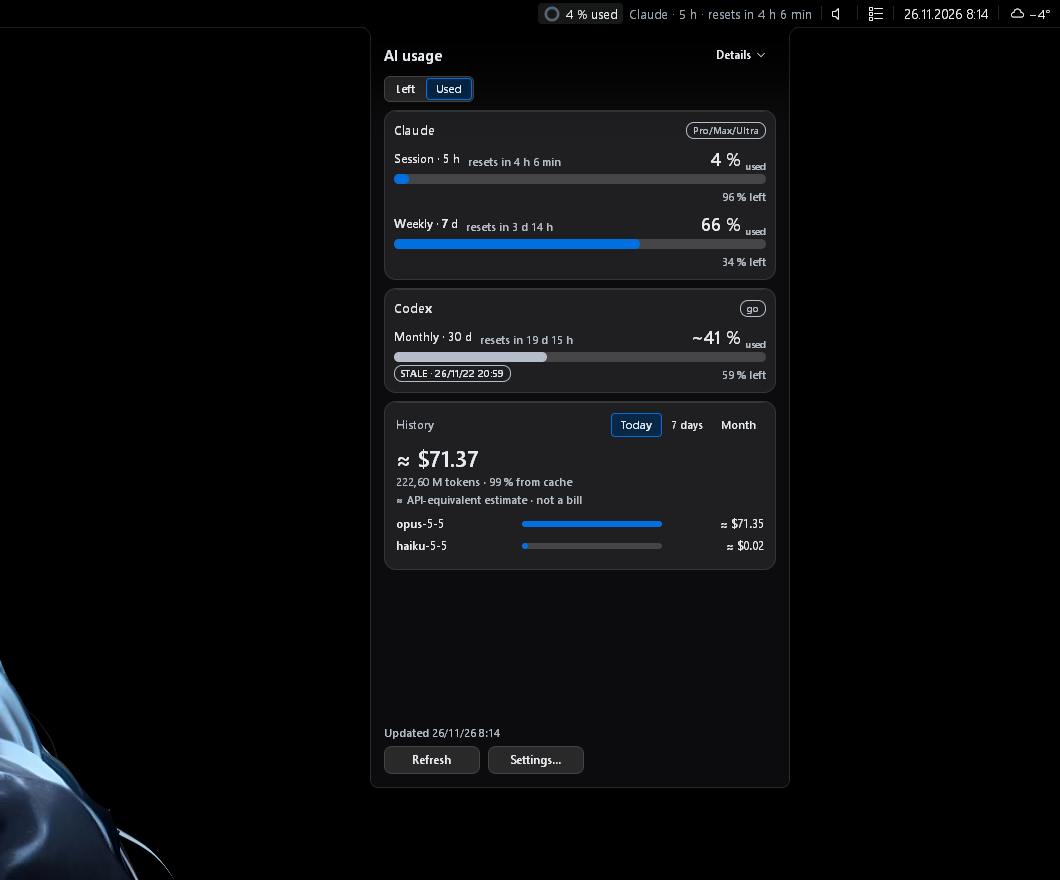 4 % used Claude · 5 h · resets in 4 h 6 min 26.11.2026 8:14 −4°
AI usage Details
Left Used
Claude Pro/Max/Ultra
Session · 5 h resets in 4 h 6 min 4 % used
96 % left
Weekly · 7 d resets in 3 d 14 h 66 % used
34 % left
Codex go
Monthly · 30 d resets in 19 d 15 h ~41 % used
STALE · 26/11/22 20:59 59 % left
History Today 7 days Month
≈ $71.37
222,60 M tokens · 99 % from cache
≈ API-equivalent estimate · not a bill
opus-5-5 ≈ $71.35
haiku-5-5 ≈ $0.02
Updated 26/11/26 8:14
Refresh Settings...